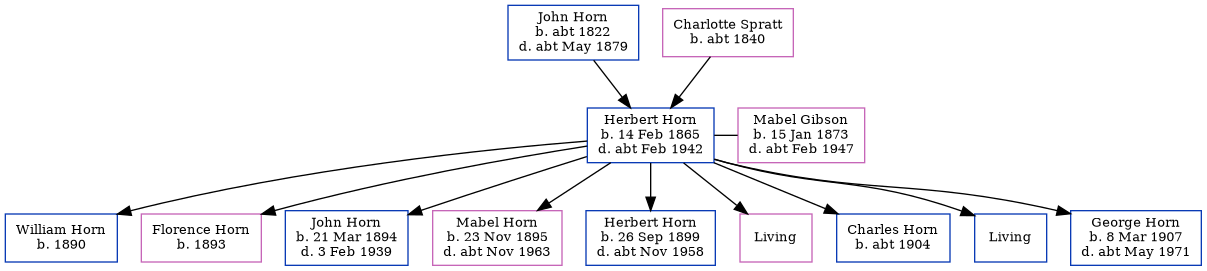 John Horn
b. abt 1822
d. abt May 1879
Charlotte Spratt
b. abt 1840
Herbert Horn
b. 14 Feb 1865
d. abt Feb 1942
Mabel Gibson
b. 15 Jan 1873
d. abt Feb 1947
William Horn
b. 1890
Florence Horn
b. 1893
John Horn
b. 21 Mar 1894
d. 3 Feb 1939
Mabel Horn
b. 23 Nov 1895
d. abt Nov 1963
Herbert Horn
b. 26 Sep 1899
d. abt Nov 1958
Living
Charles Horn
b. abt 1904
Living
George Horn
b. 8 Mar 1907
d. abt May 1971